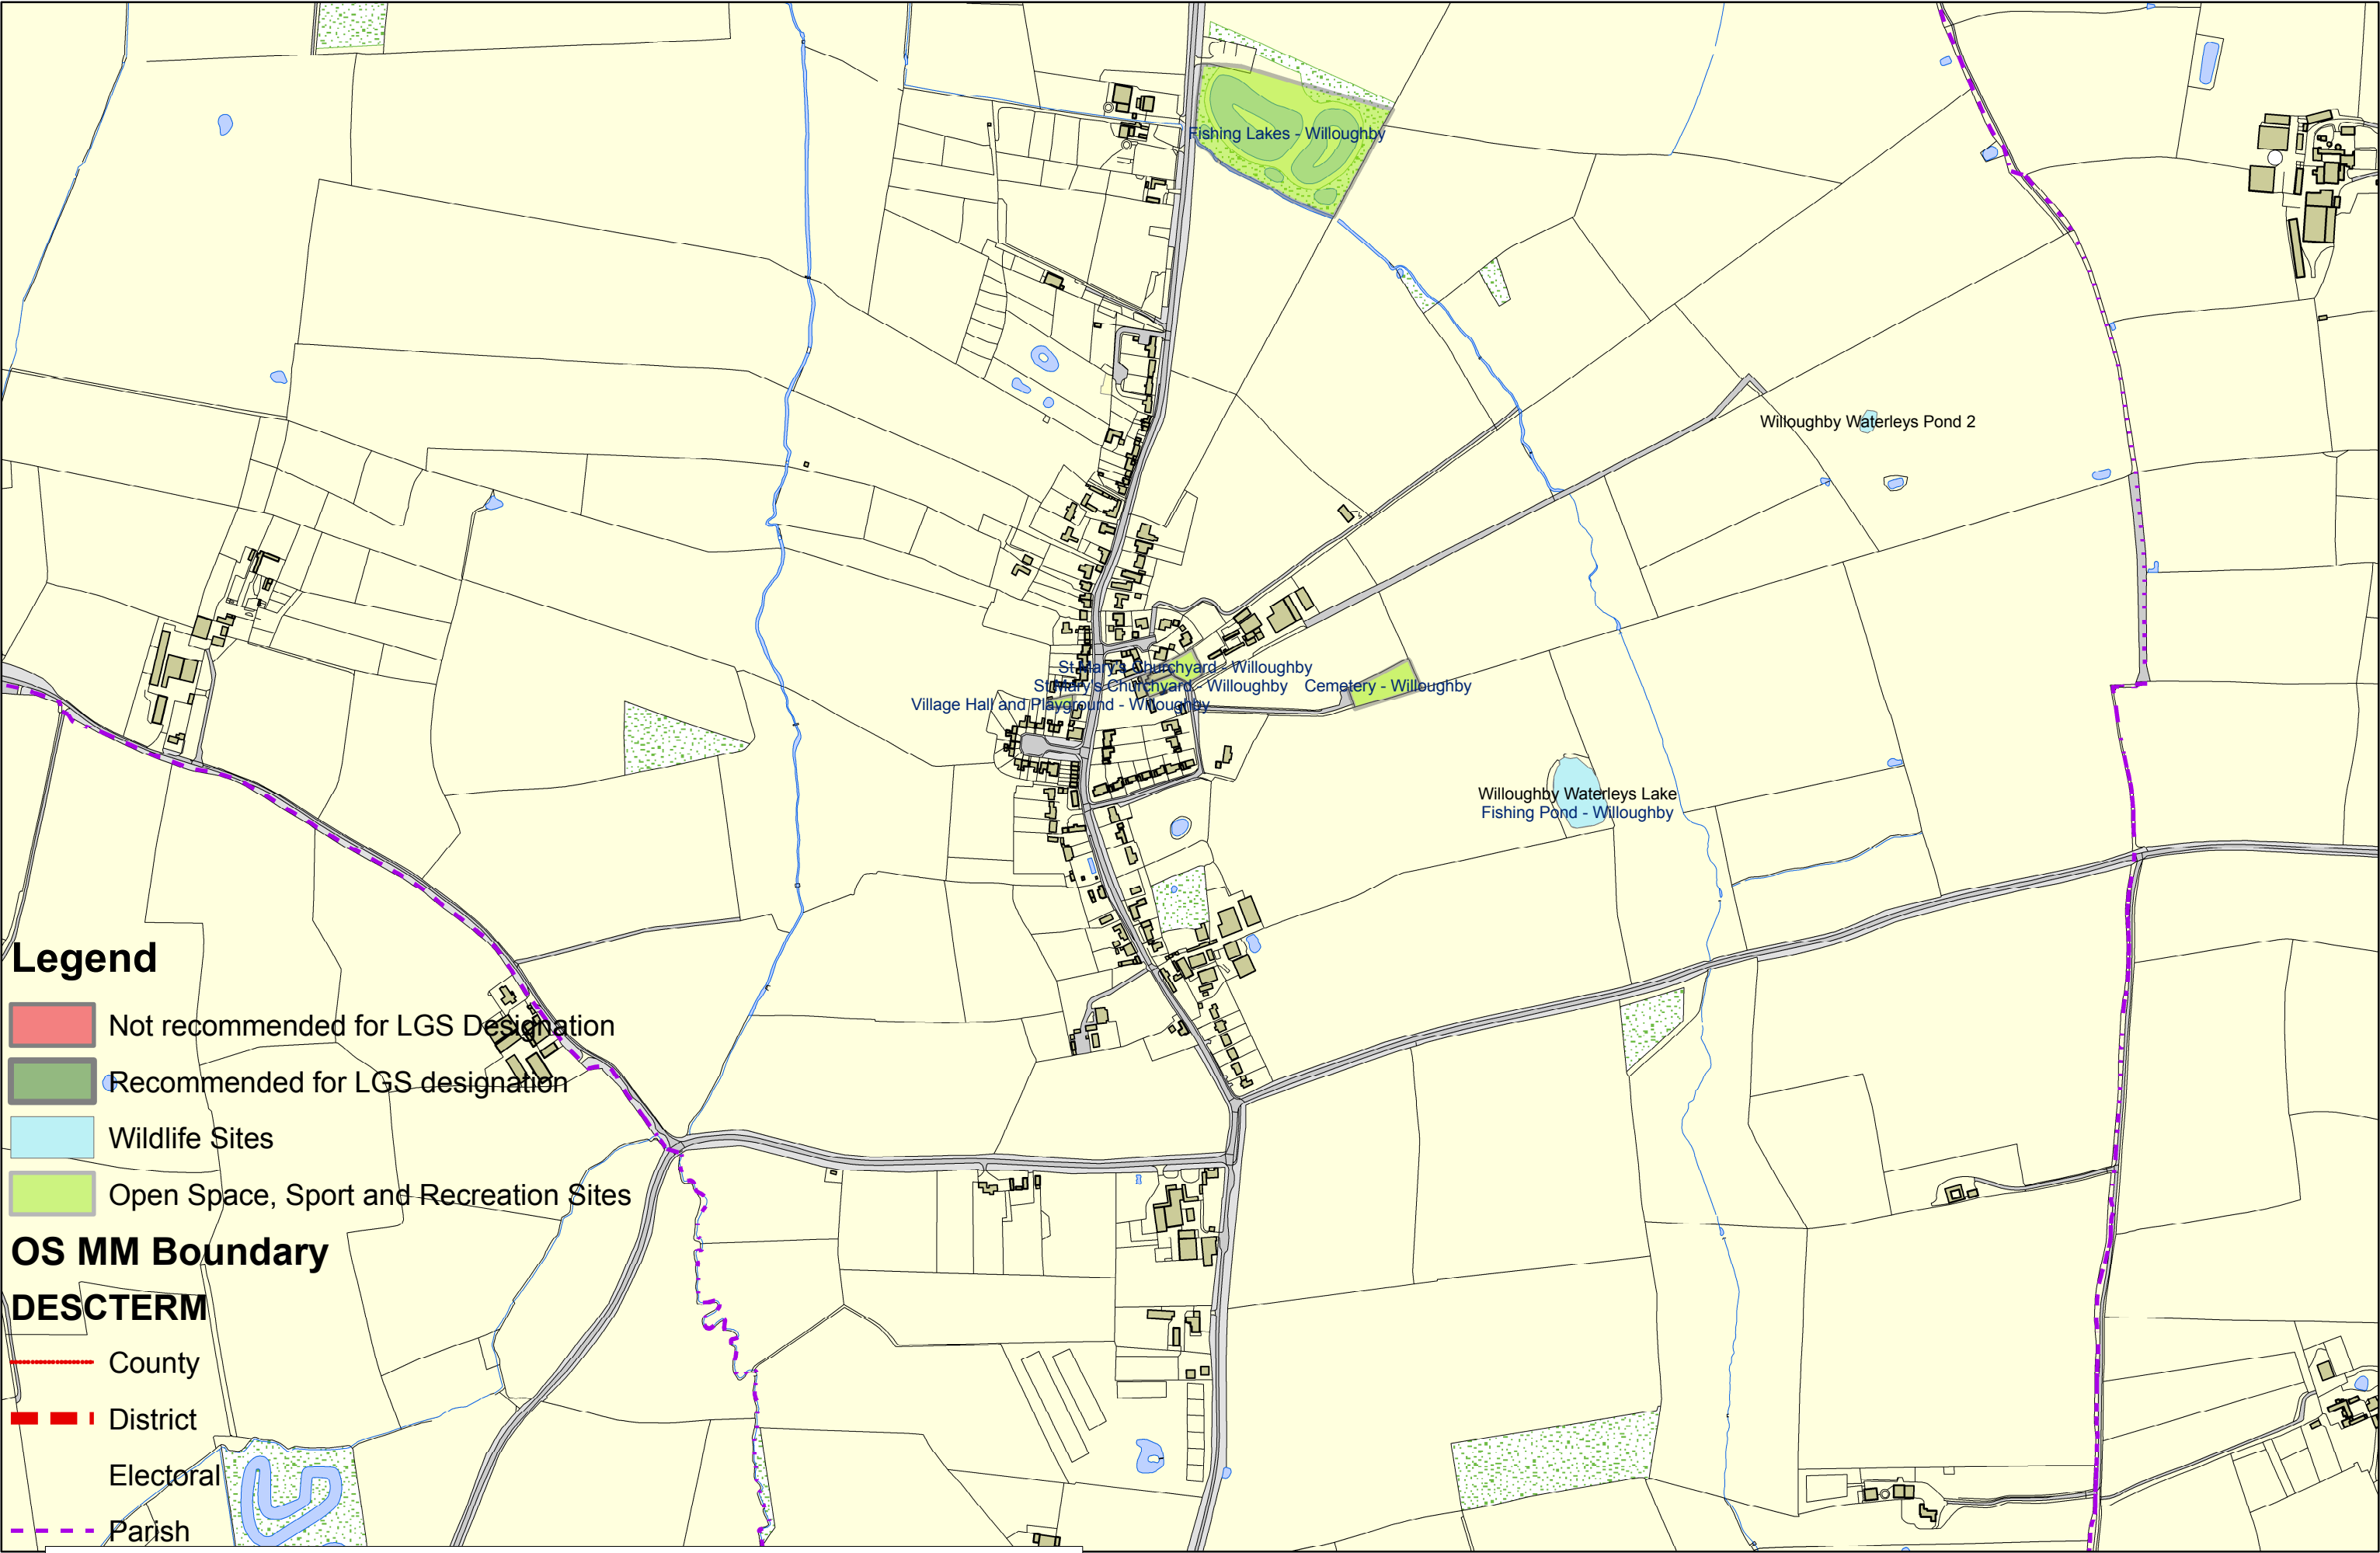 Fishing Lakes - Willoughby
Willoughby Waterleys Pond 2
St Mary's Churchyard - Willoughby
St Mary's Churchyard - Willoughby
Cemetery - Willoughby
Village Hall and Playground - Willoughby
Willoughby Waterleys Lake
Fishing Pond - Willoughby
Legend
Not recommended for LGS Designation
Recommended for LGS designation
Wildlife Sites
Open Space, Sport and Recreation Sites
OS MM Boundary
DESCTERM
County
District
Electoral
Parish